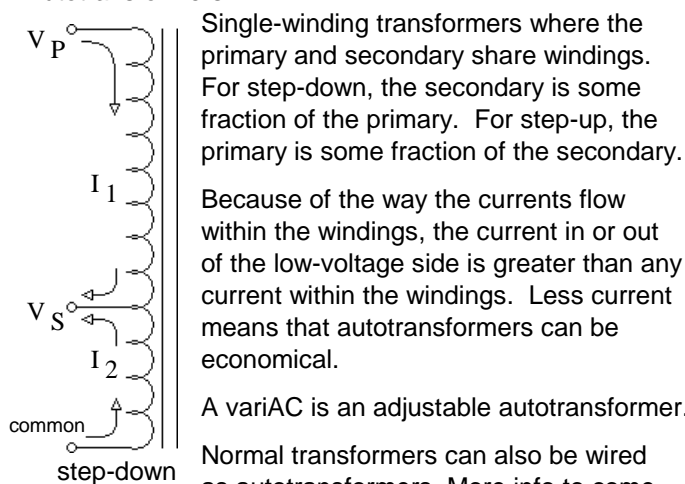 V P
Single-winding transformers where the
primary and secondary share windings.
For step-down, the secondary is some
fraction of the primary.  For step-up, the
primary is some fraction of the secondary.
I 1
Because of the way the currents flow
within the windings, the current in or out
of the low-voltage side is greater than any
current within the windings.  Less current
means that autotransformers can be
economical.
V S
I 2
A variAC is an adjustable autotransformer.
common
Normal transformers can also be wired
step-down
as autotransformers. More info to come